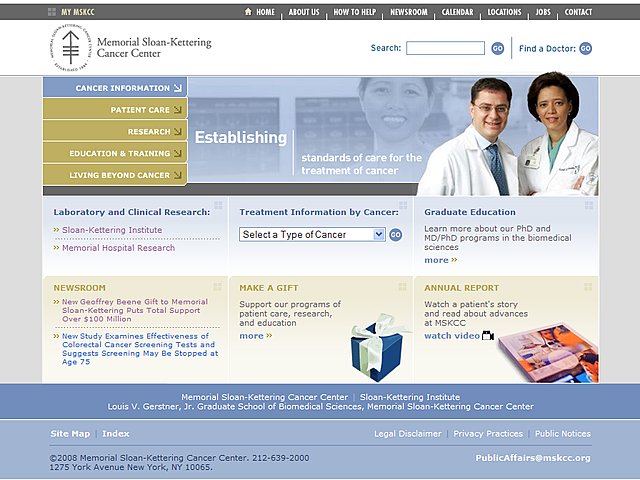 MY MSKCC
HOME
ABOUT US
HOW TO HELP
NEWSROOM
CALENDAR
LOCATIONS
JOBS
CONTACT
Memorial Sloan-Kettering
Cancer Center
Search:
GO
Find a Doctor:
GO
CANCER INFORMATION
PATIENT CARE
RESEARCH
EDUCATION & TRAINING
LIVING BEYOND CANCER
Establishing
standards of care for the
treatment of cancer
Laboratory and Clinical Research:
›› Sloan-Kettering Institute
›› Memorial Hospital Research
Treatment Information by Cancer:
Select a Type of Cancer
GO
Graduate Education
Learn more about our PhD and
MD/PhD programs in the biomedical
sciences
more ››
NEWSROOM
›› New Geoffrey Beene Gift to Memorial
Sloan-Kettering Puts Total Support
Over $100 Million
›› New Study Examines Effectiveness of
Colorectal Cancer Screening Tests and
Suggests Screening May Be Stopped at
Age 75
MAKE A GIFT
Support our programs of
patient care, research,
and education
more ››
ANNUAL REPORT
Watch a patient's story
and read about advances
at MSKCC
watch video
Memorial Sloan-Kettering Cancer Center | Sloan-Kettering Institute
Louis V. Gerstner, Jr. Graduate School of Biomedical Sciences, Memorial Sloan-Kettering Cancer Center
Site Map | Index
Legal Disclaimer | Privacy Practices | Public Notices
©2008 Memorial Sloan-Kettering Cancer Center. 212-639-2000
1275 York Avenue New York, NY 10065.
PublicAffairs@mskcc.org